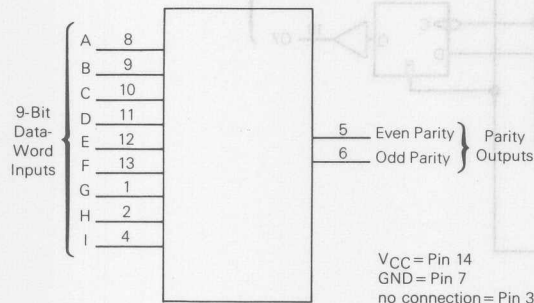 A 8
B 9
C 10
9-Bit
Data-
Word
Inputs
D 11
E 12
F 13
G 1
H 2
I 4
5 Even Parity
6 Odd Parity
Parity
Outputs
VCC = Pin 14
GND = Pin 7
no connection = Pin 3